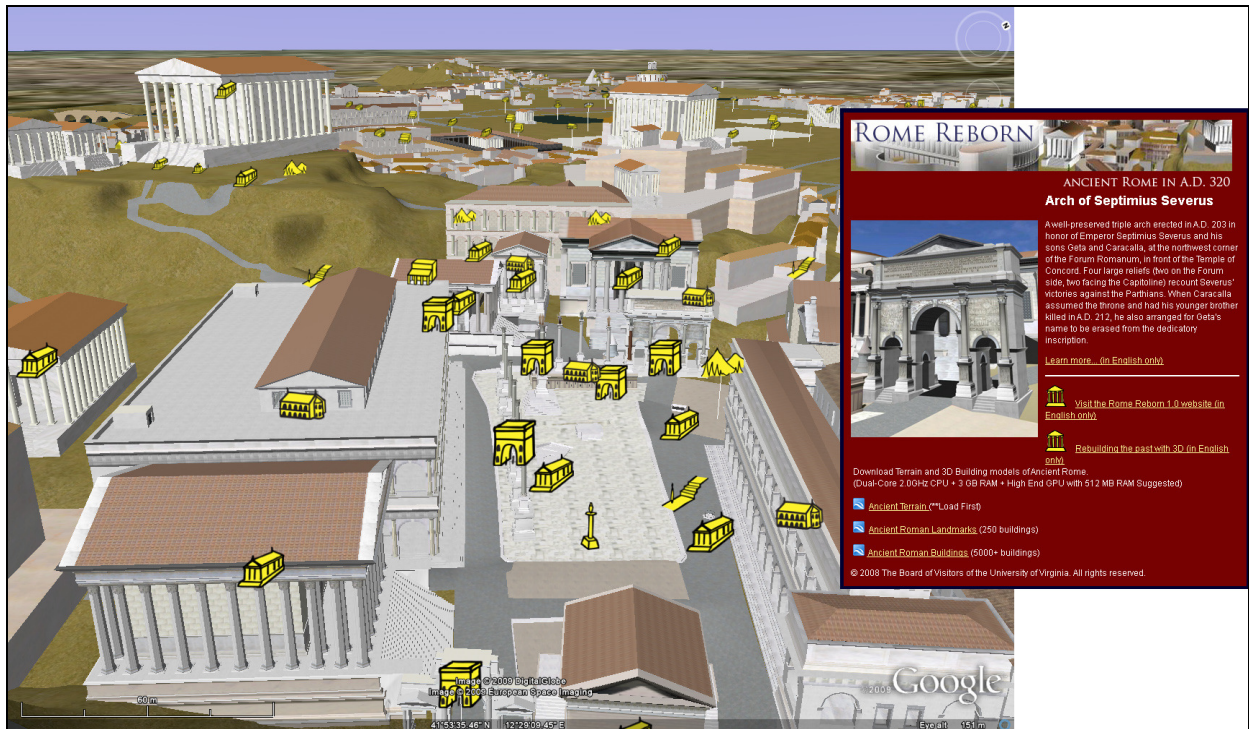 ROME REBORN
ANCIENT ROME IN A.D. 320
Arch of Septimius Severus
A well-preserved triple arch erected in A.D. 203 in
honor of Emperor Septimius Severus and his
sons Geta and Caracalla, at the northwest corner
of the Forum Romanum, in front of the Temple of
Concord. Four large reliefs (two on the Forum
side, two facing the Capitoline) recount Severus'
victories against the Parthians. When Caracalla
assumed the throne and had his younger brother
killed in A.D. 212, he also arranged for Geta's
name to be erased from the dedicatory
inscription.
Learn more... (in English only)
Visit the Rome Reborn 1.0 website (in
English only)
Rebuilding the past with 3D (in English
only)
Download Terrain and 3D Building models of Ancient Rome.
(Dual-Core 2.0GHz CPU + 3 GB RAM + High End GPU with 512 MB RAM Suggested)
Ancient Terrain (**Load First)
Ancient Roman Landmarks (250 buildings)
Ancient Roman Buildings (5000+ buildings)
© 2008 The Board of Visitors of the University of Virginia. All rights reserved.
Image © 2009 DigitalGlobe
Image © 2009 European Space Imaging
©2009 Google
60 m
41°53'35.46" N 12°29'09.45" E
Eye alt 151 m